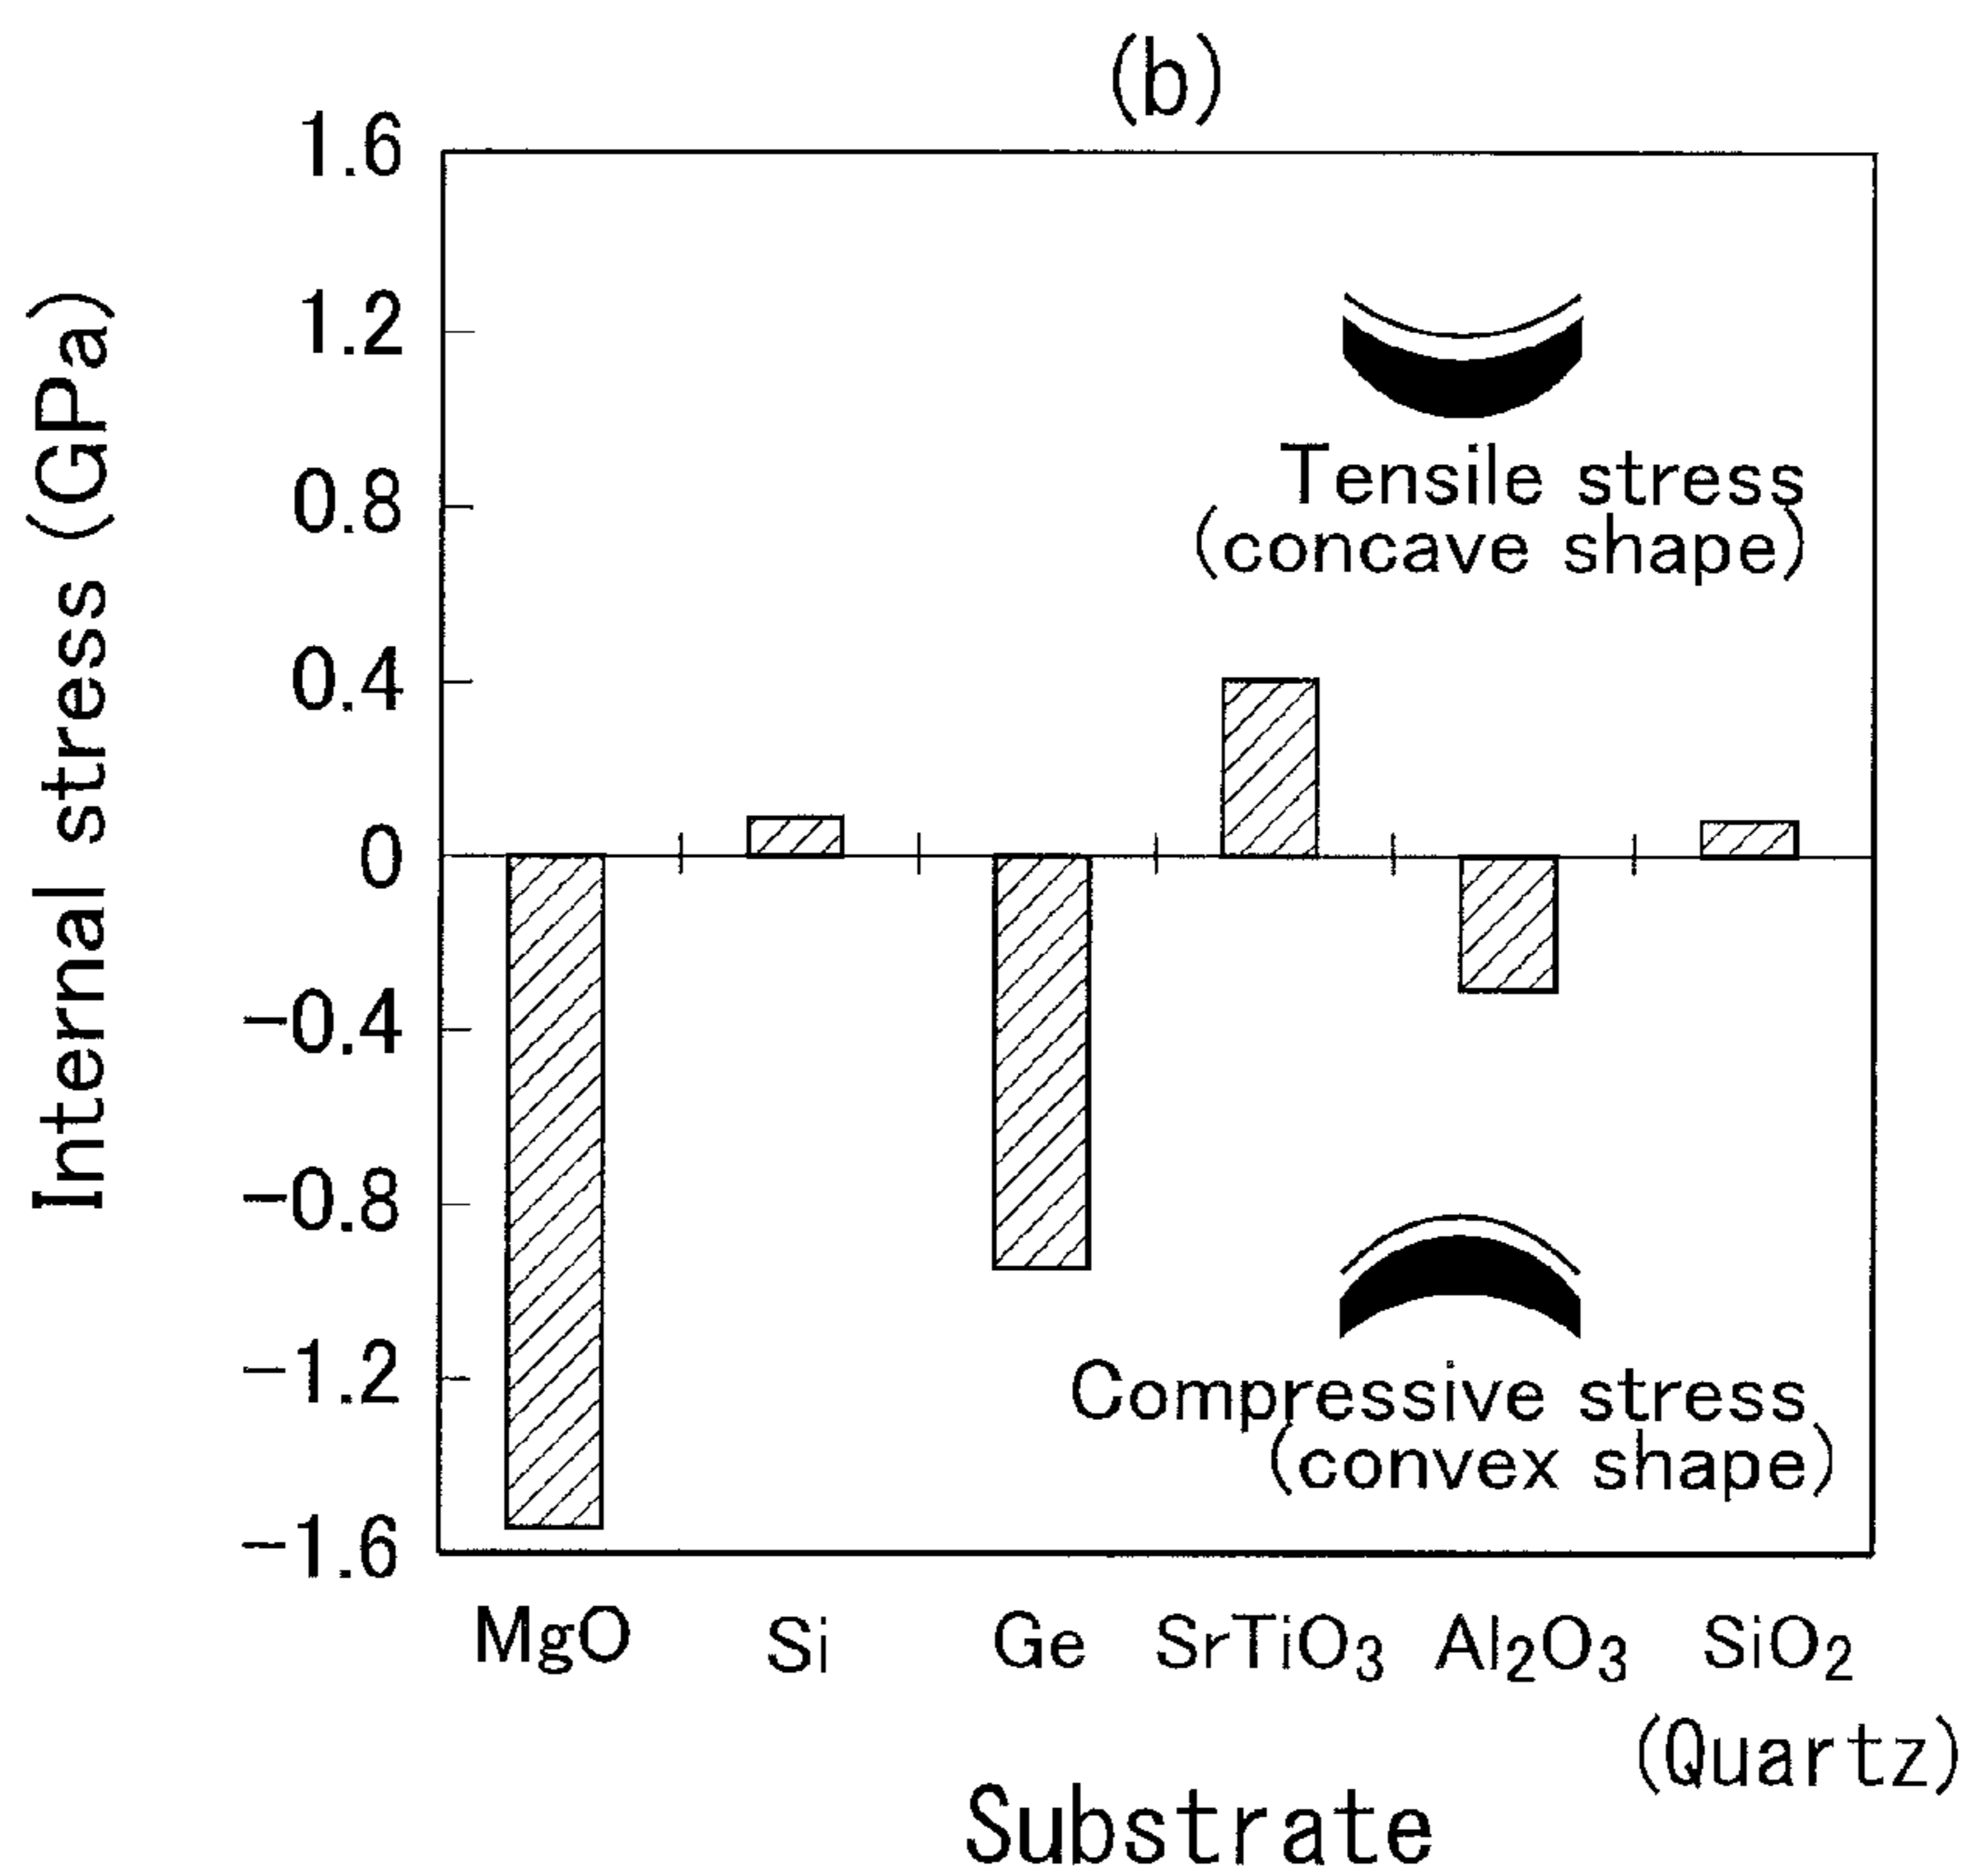 (b)
Internal stress (GPa)
1.6
1.2
0.8
0.4
0
-0.4
-0.8
-1.2
-1.6
Tensile stress
(concave shape)
Compressive stress
(convex shape)
MgO Si Ge SrTiO₃ Al₂O₃ SiO₂
(Quartz)
Substrate